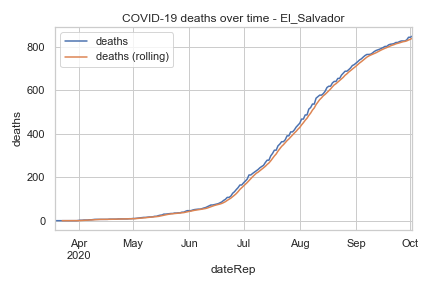 COVID-19 deaths over time - El_Salvador
deaths
deaths (rolling)
800
600
400
200
0
deaths
Apr
2020
May
Jun
Jul
Aug
Sep
Oct
dateRep